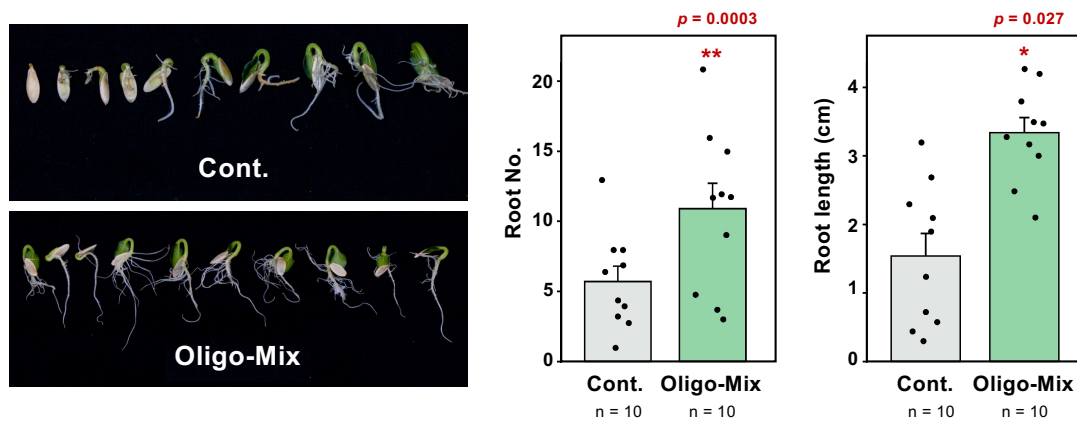 Cont.
Oligo-Mix
p = 0.0003
**
Root No.
20
15
10
5
0
Cont. Oligo-Mix
n = 10 n = 10
p = 0.027
*
Root length (cm)
4
3
2
1
0
Cont. Oligo-Mix
n = 10 n = 10